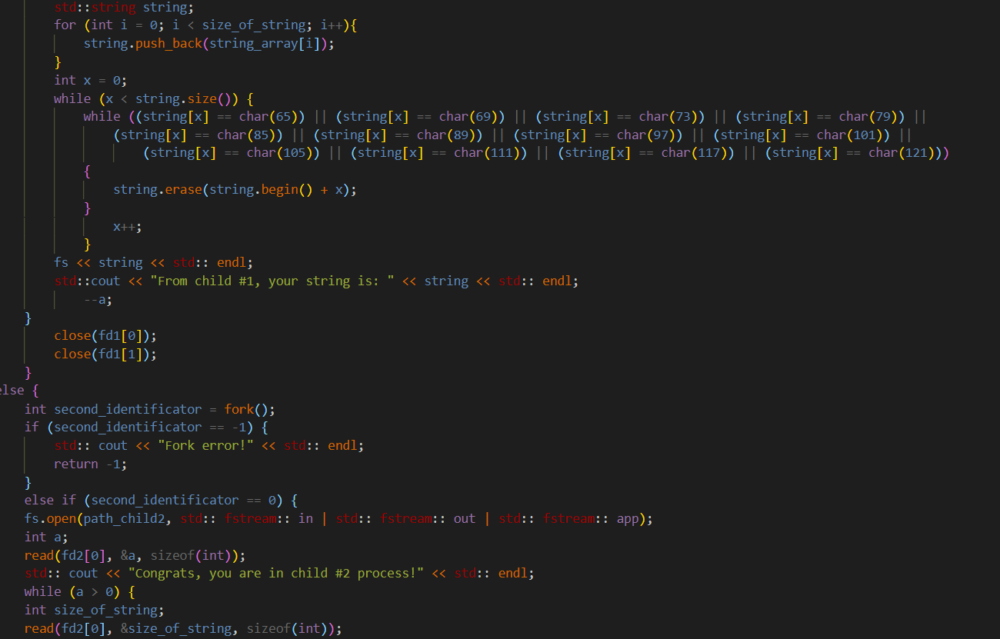 std::string string;
for (int i = 0; i < size_of_string; i++){
string.push_back(string_array[i]);
}
int x = 0;
while (x < string.size()) {
while ((string[x] == char(65)) || (string[x] == char(69)) || (string[x] == char(73)) || (string[x] == char(79)) ||
(string[x] == char(85)) || (string[x] == char(89)) || (string[x] == char(97)) || (string[x] == char(101)) ||
(string[x] == char(105)) || (string[x] == char(111)) || (string[x] == char(117)) || (string[x] == char(121)))
{
string.erase(string.begin() + x);
}
x++;
}
fs << string << std:: endl;
std::cout << "From child #1, your string is: " << string << std:: endl;
--a;
}
close(fd1[0]);
close(fd1[1]);
}
else {
int second_identificator = fork();
if (second_identificator == -1) {
std:: cout << "Fork error!" << std:: endl;
return -1;
}
else if (second_identificator == 0) {
fs.open(path_child2, std:: fstream:: in | std:: fstream:: out | std:: fstream:: app);
int a;
read(fd2[0], &a, sizeof(int));
std:: cout << "Congrats, you are in child #2 process!" << std:: endl;
while (a > 0) {
int size_of_string;
read(fd2[0], &size_of_string, sizeof(int));